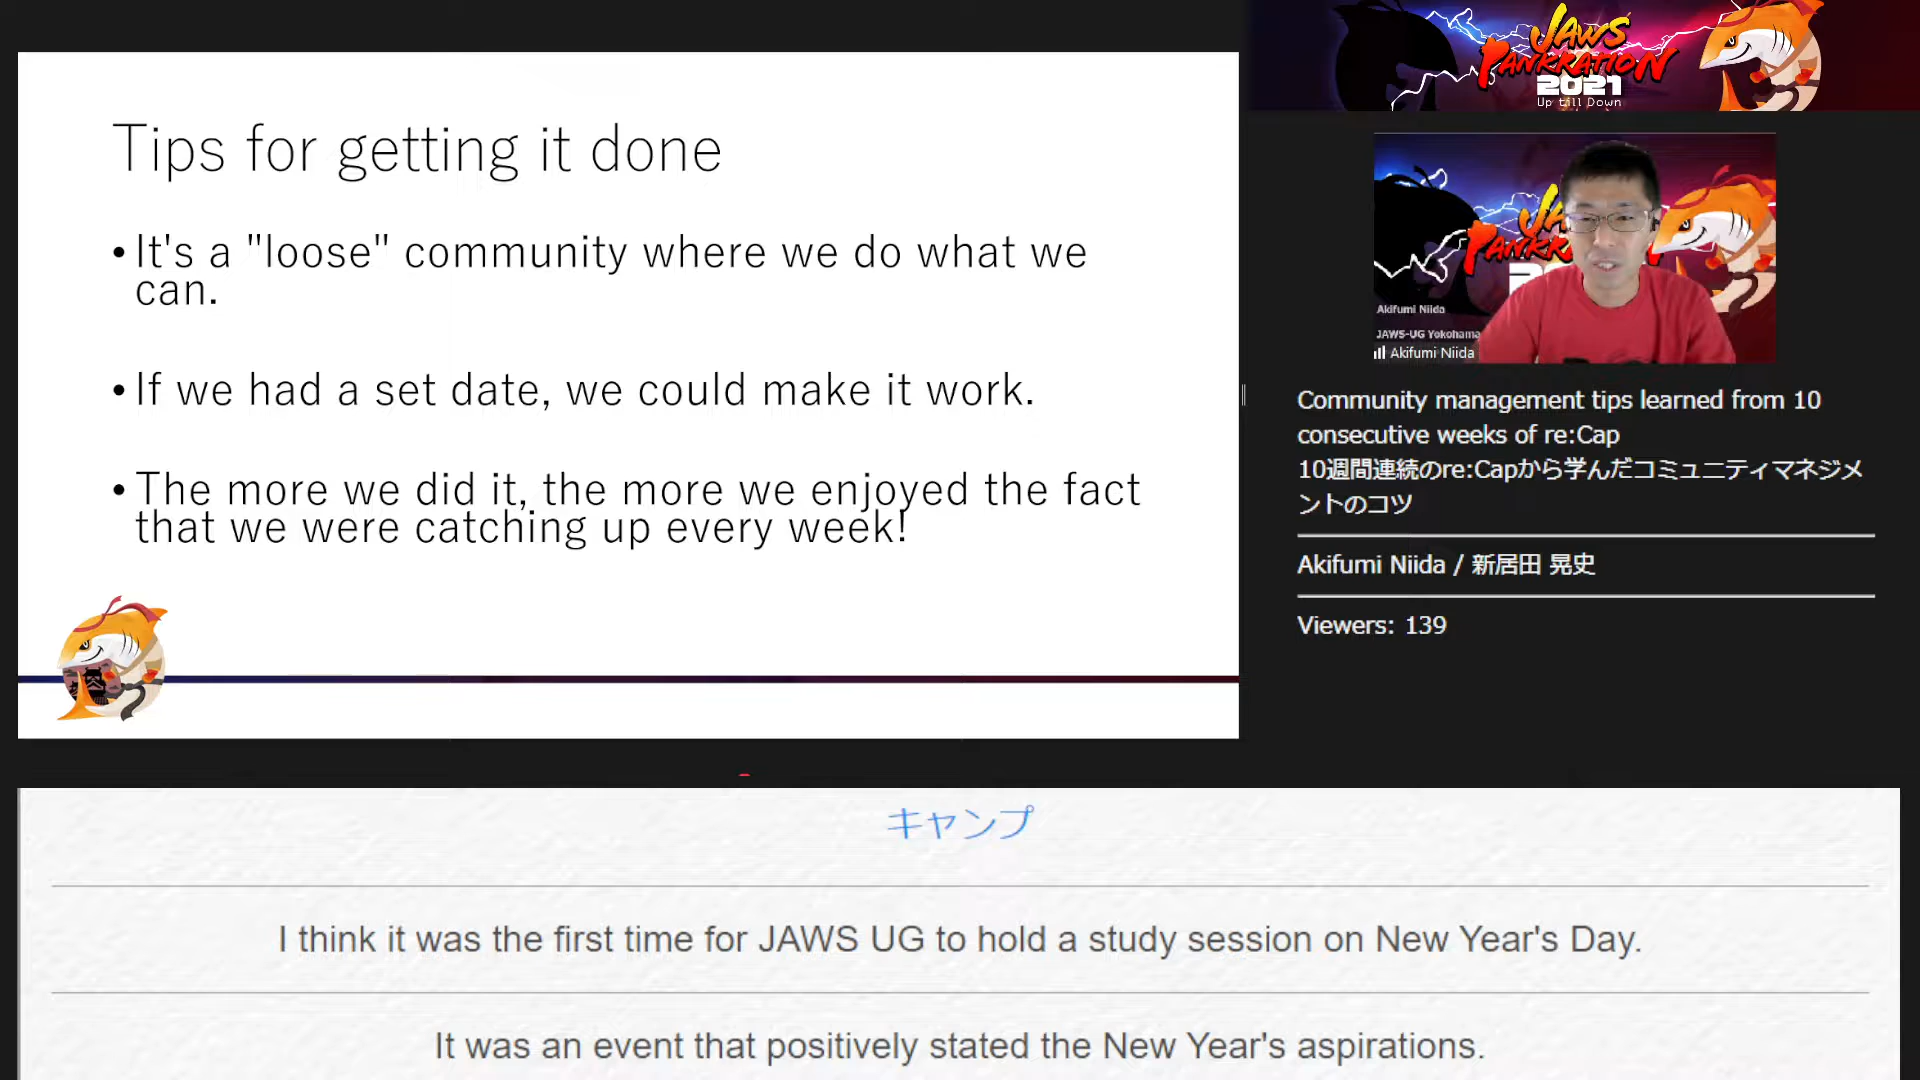 Tips for getting it done
•It's a "loose" community where we do what we
can.
•If we had a set date, we could make it work.
•The more we did it, the more we enjoyed the fact
that we were catching up every week!
JAWS
PANKRATION
2021
Up till Down
Akifumi Niida
JAWS-UG Yokohama
Akifumi Niida
Community management tips learned from 10
consecutive weeks of re:Cap
10週間連続のre:Capから学んだコミュニティマネジメ
ントのコツ
Akifumi Niida / 新居田 晃史
Viewers: 139
キャンプ
I think it was the first time for JAWS UG to hold a study session on New Year's Day.
It was an event that positively stated the New Year's aspirations.